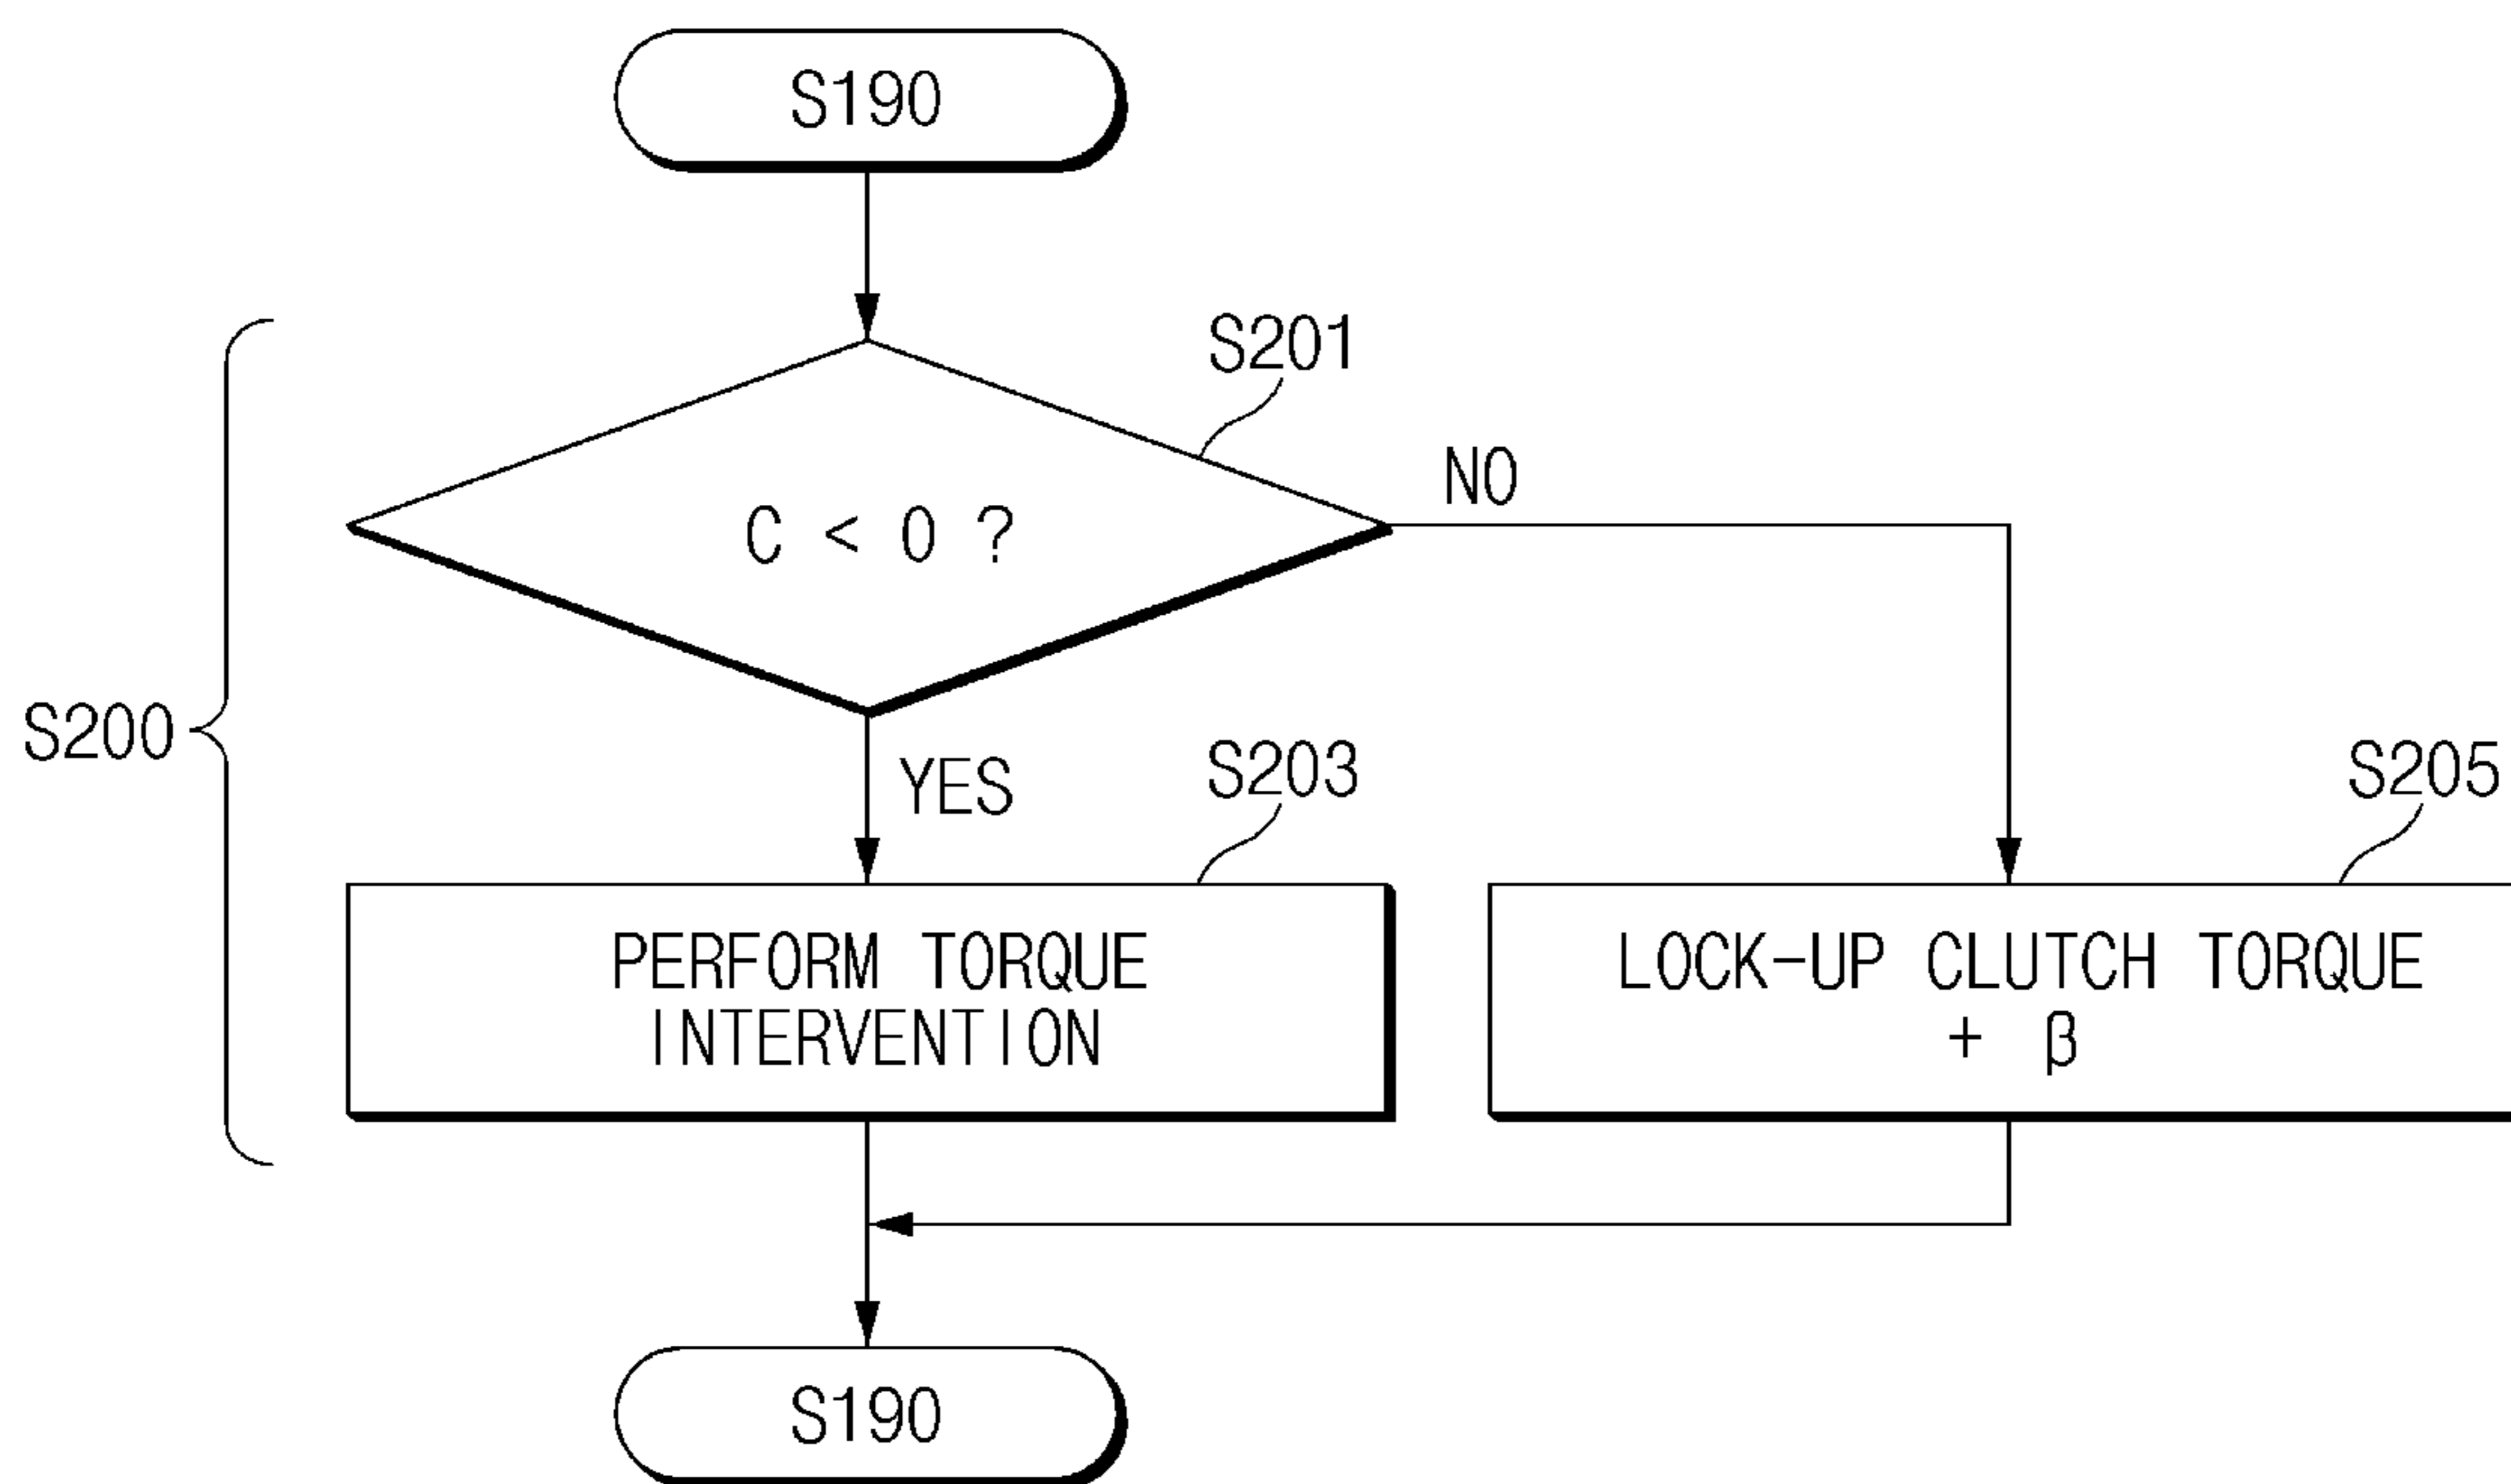 S190
S201
C < 0 ?
NO
S200
YES
S203
S205
PERFORM TORQUE
INTERVENTION
LOCK-UP CLUTCH TORQUE
+ β
S190